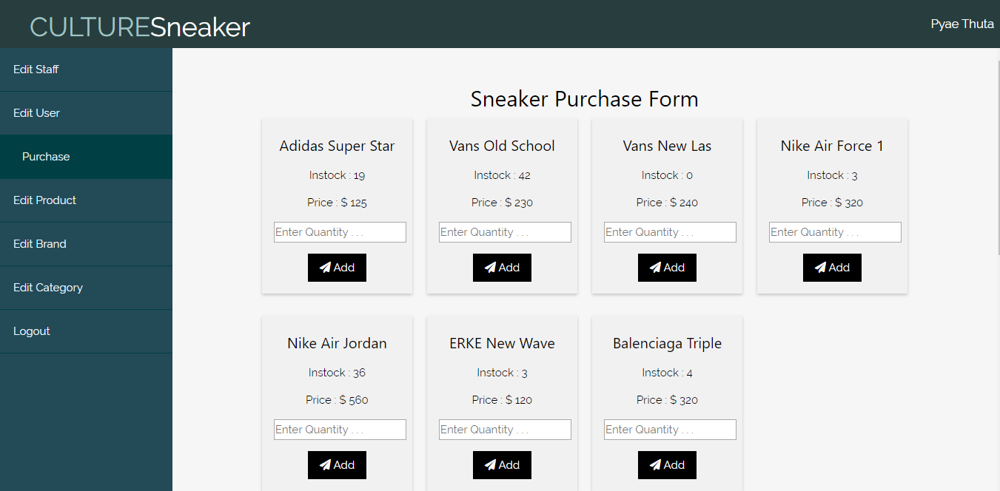 CULTURESneaker
Pyae Thuta
Edit Staff
Edit User
Purchase
Edit Product
Edit Brand
Edit Category
Logout
Sneaker Purchase Form
Adidas Super Star
Instock : 19
Price : $ 125
Enter Quantity . . .
Add
Vans Old School
Instock : 42
Price : $ 230
Enter Quantity . . .
Add
Vans New Las
Instock : 0
Price : $ 240
Enter Quantity . . .
Add
Nike Air Force 1
Instock : 3
Price : $ 320
Enter Quantity . . .
Add
Nike Air Jordan
Instock : 36
Price : $ 560
Enter Quantity . . .
Add
ERKE New Wave
Instock : 3
Price : $ 120
Enter Quantity . . .
Add
Balenciaga Triple
Instock : 4
Price : $ 320
Enter Quantity . . .
Add